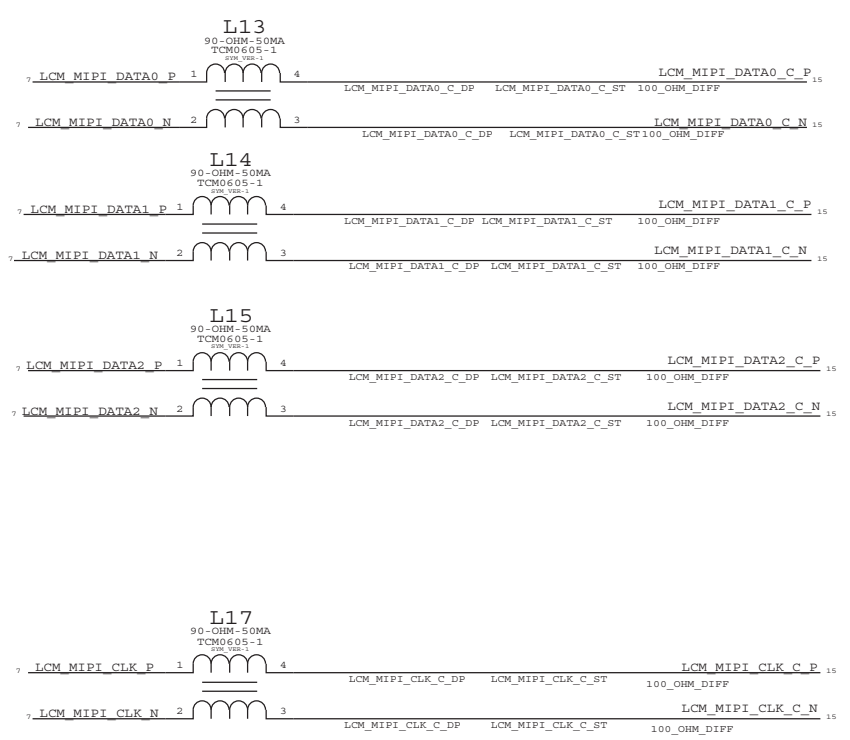 L13
90-OHM-50MA
TCM0605-1
SYM_VER-1
7 LCM_MIPI_DATA0_P 1 4 LCM_MIPI_DATA0_C_P 15
LCM_MIPI_DATA0_C_DP LCM_MIPI_DATA0_C_ST 100_OHM_DIFF
7 LCM_MIPI_DATA0_N 2 3 LCM_MIPI_DATA0_C_N 15
LCM_MIPI_DATA0_C_DP LCM_MIPI_DATA0_C_ST 100_OHM_DIFF
L14
90-OHM-50MA
TCM0605-1
SYM_VER-1
7 LCM_MIPI_DATA1_P 1 4 LCM_MIPI_DATA1_C_P 15
LCM_MIPI_DATA1_C_DP LCM_MIPI_DATA1_C_ST 100_OHM_DIFF
7 LCM_MIPI_DATA1_N 2 3 LCM_MIPI_DATA1_C_N 15
LCM_MIPI_DATA1_C_DP LCM_MIPI_DATA1_C_ST 100_OHM_DIFF
L15
90-OHM-50MA
TCM0605-1
SYM_VER-1
7 LCM_MIPI_DATA2_P 1 4 LCM_MIPI_DATA2_C_P 15
LCM_MIPI_DATA2_C_DP LCM_MIPI_DATA2_C_ST 100_OHM_DIFF
7 LCM_MIPI_DATA2_N 2 3 LCM_MIPI_DATA2_C_N 15
LCM_MIPI_DATA2_C_DP LCM_MIPI_DATA2_C_ST 100_OHM_DIFF
L17
90-OHM-50MA
TCM0605-1
SYM_VER-1
7 LCM_MIPI_CLK_P 1 4 LCM_MIPI_CLK_C_P 15
LCM_MIPI_CLK_C_DP LCM_MIPI_CLK_C_ST 100_OHM_DIFF
7 LCM_MIPI_CLK_N 2 3 LCM_MIPI_CLK_C_N 15
LCM_MIPI_CLK_C_DP LCM_MIPI_CLK_C_ST 100_OHM_DIFF